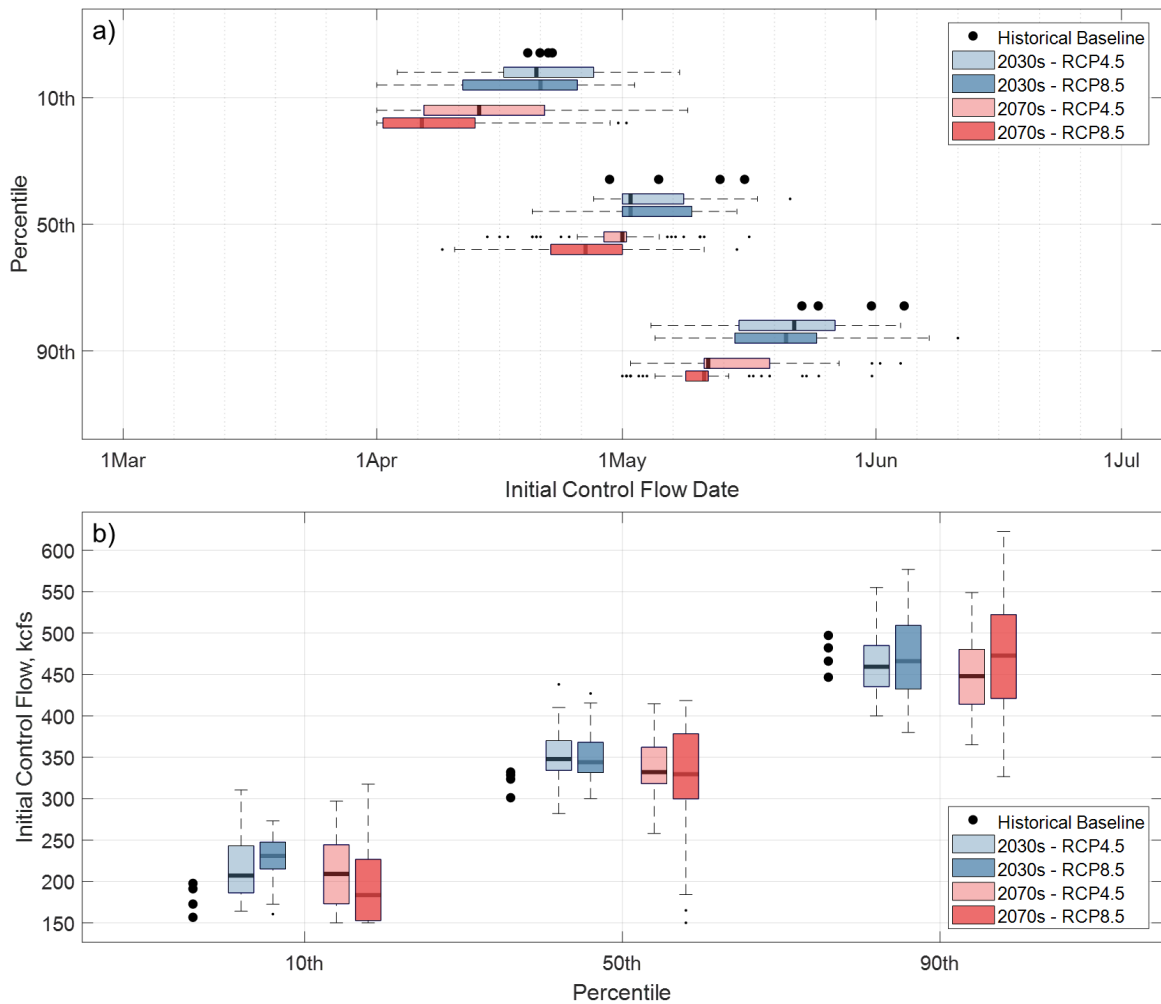 a)
Historical Baseline
2030s - RCP4.5
2030s - RCP8.5
2070s - RCP4.5
2070s - RCP8.5
10th
50th
90th
Percentile
1Mar
1Apr
1May
1Jun
1Jul
Initial Control Flow Date
b)
600
550
500
450
400
350
300
250
200
150
Initial Control Flow, kcfs
Historical Baseline
2030s - RCP4.5
2030s - RCP8.5
2070s - RCP4.5
2070s - RCP8.5
10th
50th
90th
Percentile